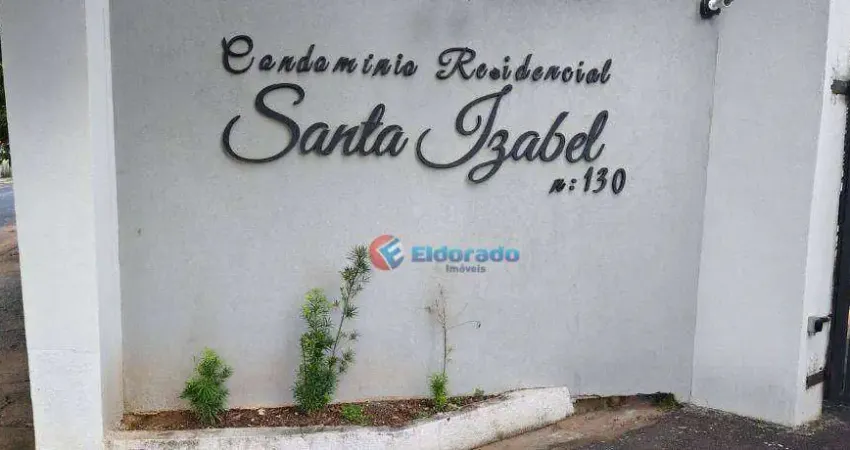 Condominio Residencial
Santa Izabel
n:130
Eldorado
Imóveis